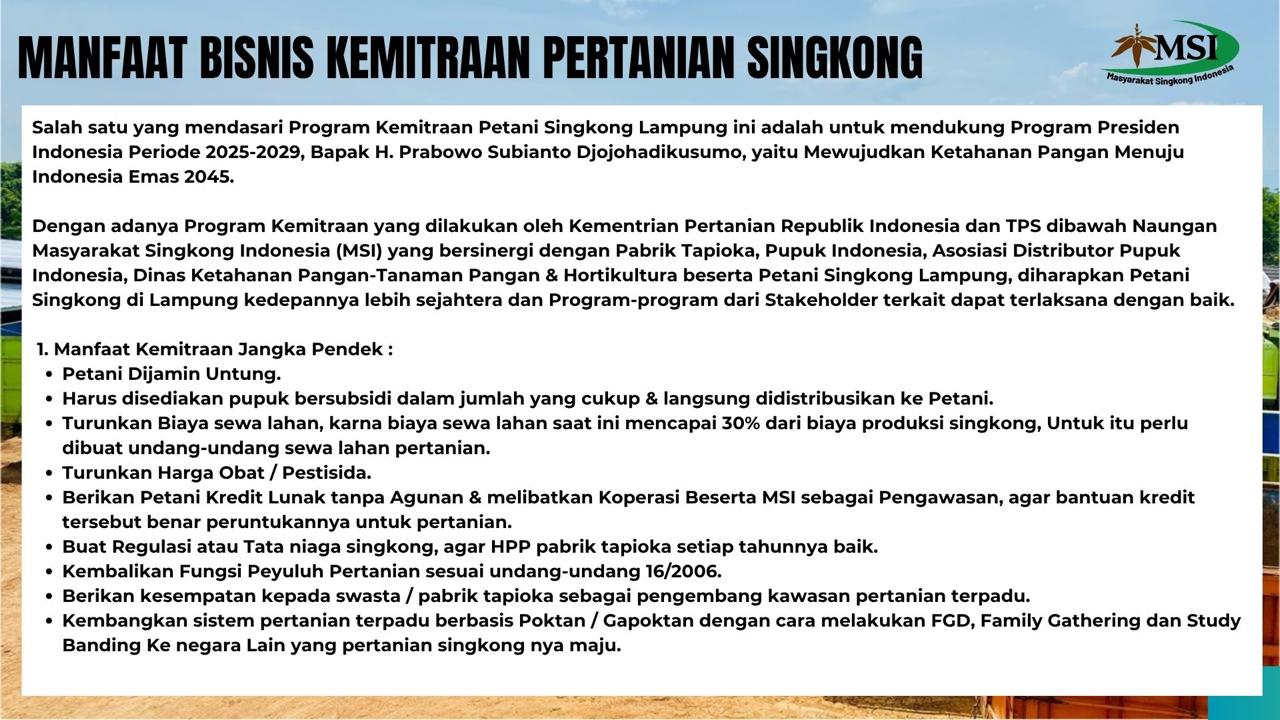 MANFAAT BISNIS KEMITRAAN PERTANIAN SINGKONG
MSI
Masyarakat Singkong Indonesia
Salah satu yang mendasari Program Kemitraan Petani Singkong Lampung ini adalah untuk mendukung Program Presiden
Indonesia Periode 2025-2029, Bapak H. Prabowo Subianto Djojohadikusumo, yaitu Mewujudkan Ketahanan Pangan Menuju
Indonesia Emas 2045.
Dengan adanya Program Kemitraan yang dilakukan oleh Kementrian Pertanian Republik Indonesia dan TPS dibawah Naungan
Masyarakat Singkong Indonesia (MSI) yang bersinergi dengan Pabrik Tapioka, Pupuk Indonesia, Asosiasi Distributor Pupuk
Indonesia, Dinas Ketahanan Pangan-Tanaman Pangan & Hortikultura beserta Petani Singkong Lampung, diharapkan Petani
Singkong di Lampung kedepannya lebih sejahtera dan Program-program dari Stakeholder terkait dapat terlaksana dengan baik.
1. Manfaat Kemitraan Jangka Pendek :
• Petani Dijamin Untung.
• Harus disediakan pupuk bersubsidi dalam jumlah yang cukup & langsung didistribusikan ke Petani.
• Turunkan Biaya sewa lahan, karna biaya sewa lahan saat ini mencapai 30% dari biaya produksi singkong, Untuk itu perlu
dibuat undang-undang sewa lahan pertanian.
• Turunkan Harga Obat / Pestisida.
• Berikan Petani Kredit Lunak tanpa Agunan & melibatkan Koperasi Beserta MSI sebagai Pengawasan, agar bantuan kredit
tersebut benar peruntukannya untuk pertanian.
• Buat Regulasi atau Tata niaga singkong, agar HPP pabrik tapioka setiap tahunnya baik.
• Kembalikan Fungsi Peyuluh Pertanian sesuai undang-undang 16/2006.
• Berikan kesempatan kepada swasta / pabrik tapioka sebagai pengembang kawasan pertanian terpadu.
• Kembangkan sistem pertanian terpadu berbasis Poktan / Gapoktan dengan cara melakukan FGD, Family Gathering dan Study
Banding Ke negara Lain yang pertanian singkong nya maju.